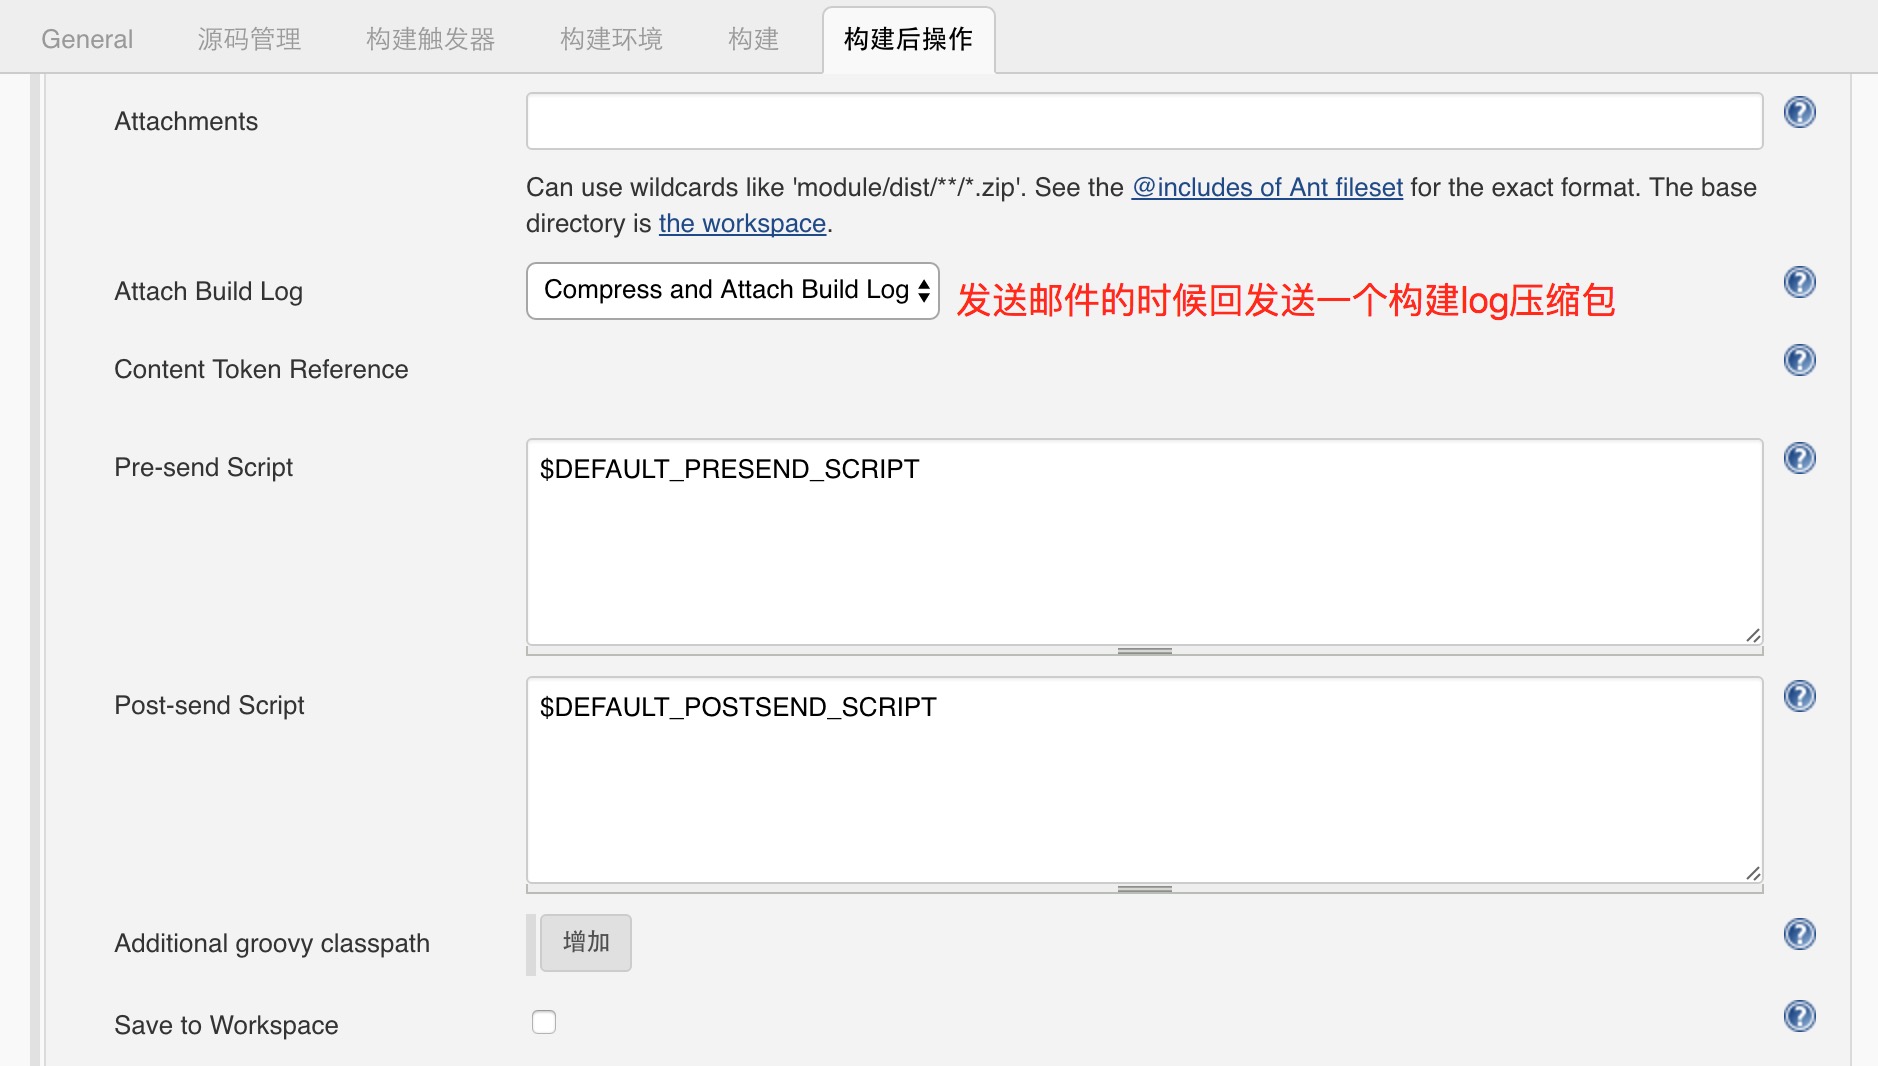 General 源码管理 构建触发器 构建环境 构建 构建后操作
Attachments
Can use wildcards like 'module/dist/**/*.zip'. See the @includes of Ant fileset for the exact format. The base
directory is the workspace.
Attach Build Log Compress and Attach Build Log 发送邮件的时候回发送一个构建log压缩包
Content Token Reference
Pre-send Script $DEFAULT_PRESEND_SCRIPT
Post-send Script $DEFAULT_POSTSEND_SCRIPT
Additional groovy classpath 增加
Save to Workspace